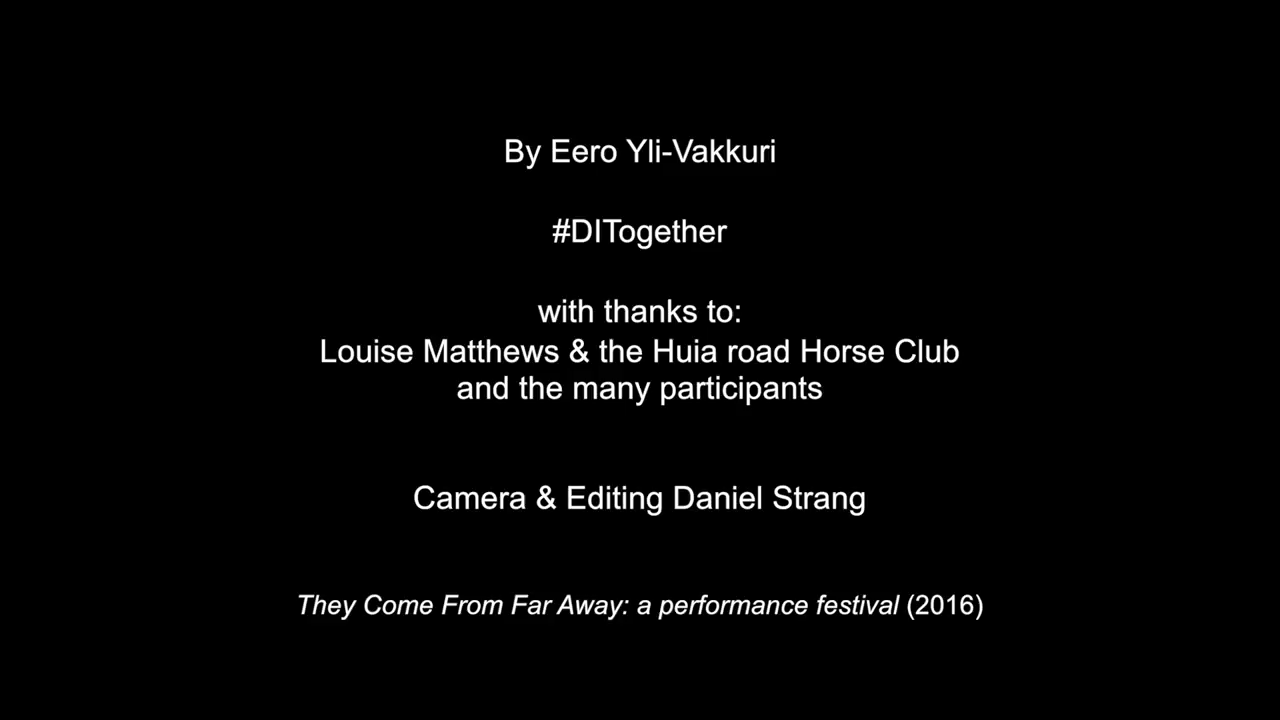 By Eero Yli-Vakkuri
#DITogether
with thanks to:
Louise Matthews & the Huia road Horse Club
and the many participants
Camera & Editing Daniel Strang
They Come From Far Away: a performance festival (2016)